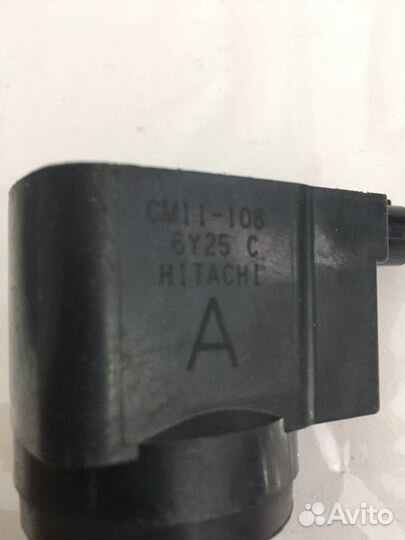 CM11-108
6Y25 C
HITACHI
A
Avito